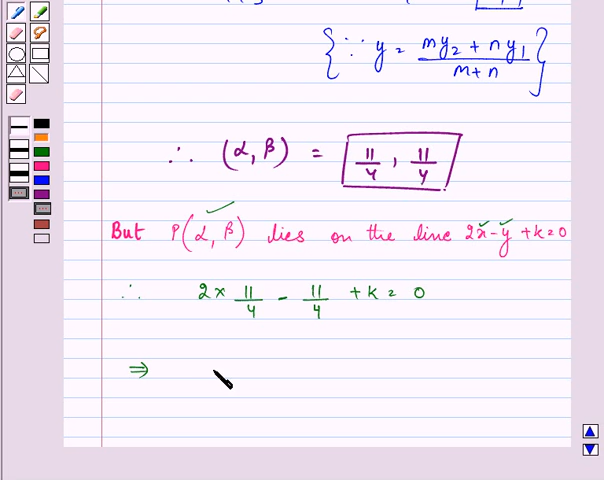 {∵ y = my₂ + ny₁ / m+n}
∴ (α, β) = 11/4 , 11/4
But P(α, β) lies on the line 2x-y +k=0
∴ 2× 11/4 - 11/4 +k = 0
⇒